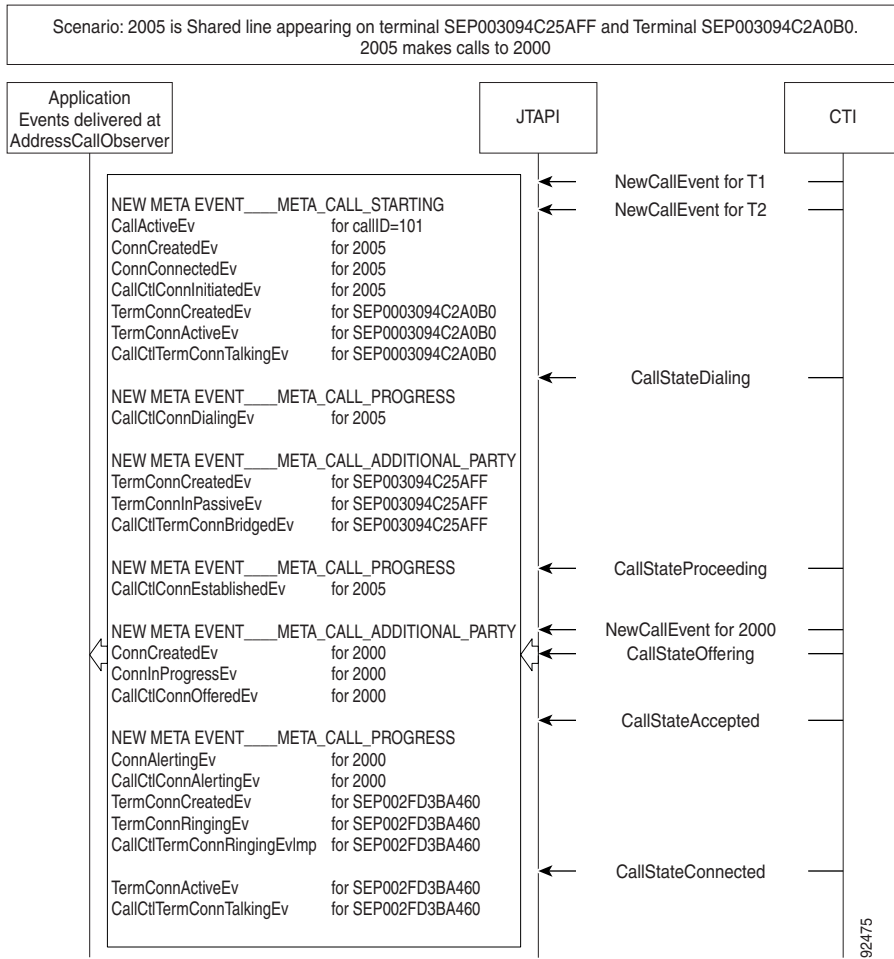 Scenario: 2005 is Shared line appearing on terminal SEP003094C25AFF and Terminal SEP003094C2A0B0.
2005 makes calls to 2000
Application
Events delivered at
AddressCallObserver
JTAPI
CTI
NewCallEvent for T1
NEW META EVENT____META_CALL_STARTING
NewCallEvent for T2
CallActiveEv for callID=101
ConnCreatedEv for 2005
ConnConnectedEv for 2005
CallCtlConnInitiatedEv for 2005
TermConnCreatedEv for SEP0003094C2A0B0
TermConnActiveEv for SEP0003094C2A0B0
CallCtlTermConnTalkingEv for SEP0003094C2A0B0
CallStateDialing
NEW META EVENT____META_CALL_PROGRESS
CallCtlConnDialingEv for 2005
NEW META EVENT____META_CALL_ADDITIONAL_PARTY
TermConnCreatedEv for SEP003094C25AFF
TermConnInPassiveEv for SEP003094C25AFF
CallCtlTermConnBridgedEv for SEP003094C25AFF
NEW META EVENT____META_CALL_PROGRESS
CallStateProceeding
CallCtlConnEstablishedEv for 2005
NEW META EVENT____META_CALL_ADDITIONAL_PARTY
NewCallEvent for 2000
ConnCreatedEv for 2000
CallStateOffering
ConnInProgressEv for 2000
CallCtlConnOfferedEv for 2000
CallStateAccepted
NEW META EVENT____META_CALL_PROGRESS
ConnAlertingEv for 2000
CallCtlConnAlertingEv for 2000
TermConnCreatedEv for SEP002FD3BA460
TermConnRingingEv for SEP002FD3BA460
CallCtlTermConnRingingEvImp for SEP002FD3BA460
CallStateConnected
TermConnActiveEv for SEP002FD3BA460
CallCtlTermConnTalkingEv for SEP002FD3BA460
92475